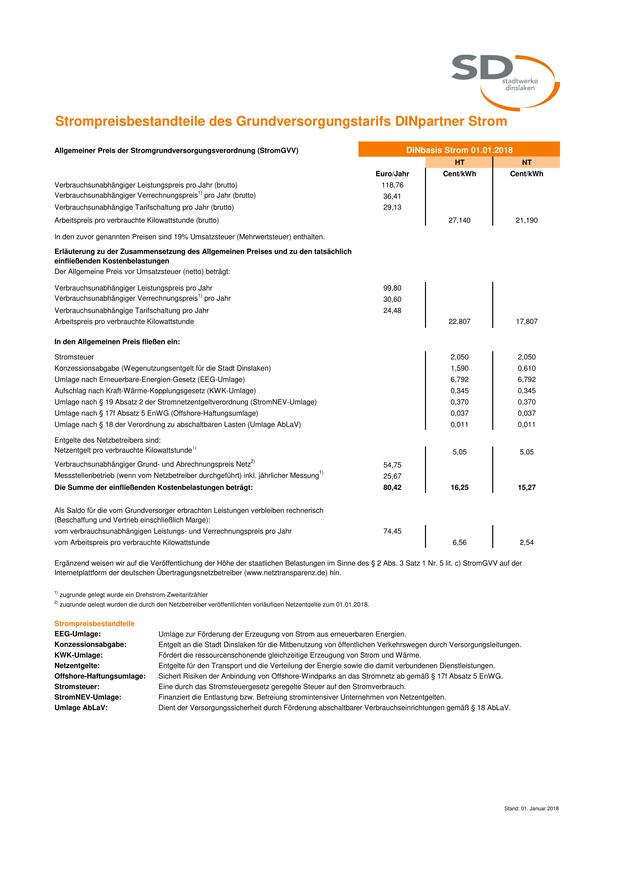 SD
stadtwerke
dinslaken
Strompreisbestandteile des Grundversorgungstarifs DINpartner Strom
Allgemeiner Preis der Stromgrundversorgungsverordnung (StromGVV) DINbasis Strom 01.01.2018
HT NT
Euro/Jahr Cent/kWh Cent/kWh
Verbrauchsunabhängiger Leistungspreis pro Jahr (brutto) 118,76
Verbrauchsunabhängiger Verrechnungspreis1) pro Jahr (brutto) 36,41
Verbrauchsunabhängige Tarifschaltung pro Jahr (brutto) 29,13
Arbeitspreis pro verbrauchte Kilowattstunde (brutto) 27,140 21,190
In den zuvor genannten Preisen sind 19% Umsatzsteuer (Mehrwertsteuer) enthalten.
Erläuterung zu der Zusammensetzung des Allgemeinen Preises und zu den tatsächlich
einfließenden Kostenbelastungen
Der Allgemeine Preis vor Umsatzsteuer (netto) beträgt:
Verbrauchsunabhängiger Leistungspreis pro Jahr 99,80
Verbrauchsunabhängiger Verrechnungspreis1) pro Jahr 30,60
Verbrauchsunabhängige Tarifschaltung pro Jahr 24,48
Arbeitspreis pro verbrauchte Kilowattstunde 22,807 17,807
In den Allgemeinen Preis fließen ein:
Stromsteuer 2,050 2,050
Konzessionsabgabe (Wegenutzungsentgelt für die Stadt Dinslaken) 1,590 0,610
Umlage nach Erneuerbare-Energien-Gesetz (EEG-Umlage) 6,792 6,792
Aufschlag nach Kraft-Wärme-Kopplungsgesetz (KWK-Umlage) 0,345 0,345
Umlage nach § 19 Absatz 2 der Stromnetzentgeltverordnung (StromNEV-Umlage) 0,370 0,370
Umlage nach § 17f Absatz 5 EnWG (Offshore-Haftungsumlage) 0,037 0,037
Umlage nach § 18 der Verordnung zu abschaltbaren Lasten (Umlage AbLaV) 0,011 0,011
Entgelte des Netzbetreibers sind:
Netzentgelt pro verbrauchte Kilowattstunde1) 5,05 5,05
Verbrauchsunabhängiger Grund- und Abrechnungspreis Netz2) 54,75
Messstellenbetrieb (wenn vom Netzbetreiber durchgeführt) inkl. jährlicher Messung1) 25,67
Die Summe der einfließenden Kostenbelastungen beträgt: 80,42 16,25 15,27
Als Saldo für die vom Grundversorger erbrachten Leistungen verbleiben rechnerisch
(Beschaffung und Vertrieb einschließlich Marge):
vom verbrauchsunabhängigen Leistungs- und Verrechnungspreis pro Jahr 74,45
vom Arbeitspreis pro verbrauchte Kilowattstunde 6,56 2,54
Ergänzend weisen wir auf die Veröffentlichung der Höhe der staatlichen Belastungen im Sinne des § 2 Abs. 3 Satz 1 Nr. 5 lit. c) StromGVV auf der
Internetplattform der deutschen Übertragungsnetzbetreiber (www.netztransparenz.de) hin.
1) zugrunde gelegt wurde ein Drehstrom-Zweitarifzähler
2) zugrunde gelegt wurden die durch den Netzbetreiber veröffentlichten vorläufigen Netzentgelte zum 01.01.2018.
Strompreisbestandteile
EEG-Umlage: Umlage zur Förderung der Erzeugung von Strom aus erneuerbaren Energien.
Konzessionsabgabe: Entgelt an die Stadt Dinslaken für die Mitbenutzung von öffentlichen Verkehrswegen durch Versorgungsleitungen.
KWK-Umlage: Fördert die ressourcenschonende gleichzeitige Erzeugung von Strom und Wärme.
Netzentgelte: Entgelte für den Transport und die Verteilung der Energie sowie die damit verbundenen Dienstleistungen.
Offshore-Haftungsumlage: Sichert Risiken der Anbindung von Offshore-Windparks an das Stromnetz ab gemäß § 17f Absatz 5 EnWG.
Stromsteuer: Eine durch das Stromsteuergesetz geregelte Steuer auf den Stromverbrauch.
StromNEV-Umlage: Finanziert die Entlastung bzw. Befreiung stromintensiver Unternehmen von Netzentgelten.
Umlage AbLaV: Dient der Versorgungssicherheit durch Förderung abschaltbarer Verbrauchseinrichtungen gemäß § 18 AbLaV.
Stand: 01. Januar 2018